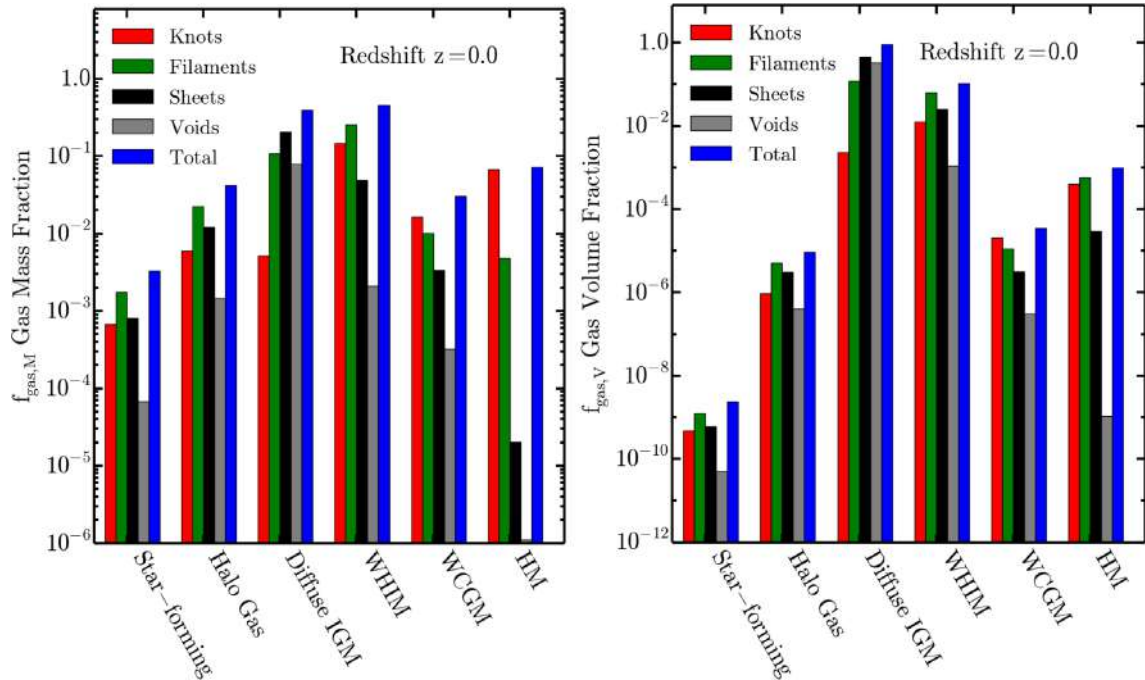 Knots
Filaments
Sheets
Voids
Total
Redshift z=0.0
f_gas,M Gas Mass Fraction
1.0
10^-1
10^-2
10^-3
10^-4
10^-5
10^-6
Star−forming
Halo Gas
Diffuse IGM
WHIM
WCGM
HM
Knots
Filaments
Sheets
Voids
Total
Redshift z=0.0
f_gas,V Gas Volume Fraction
1.0
10^-2
10^-4
10^-6
10^-8
10^-10
10^-12
Star−forming
Halo Gas
Diffuse IGM
WHIM
WCGM
HM